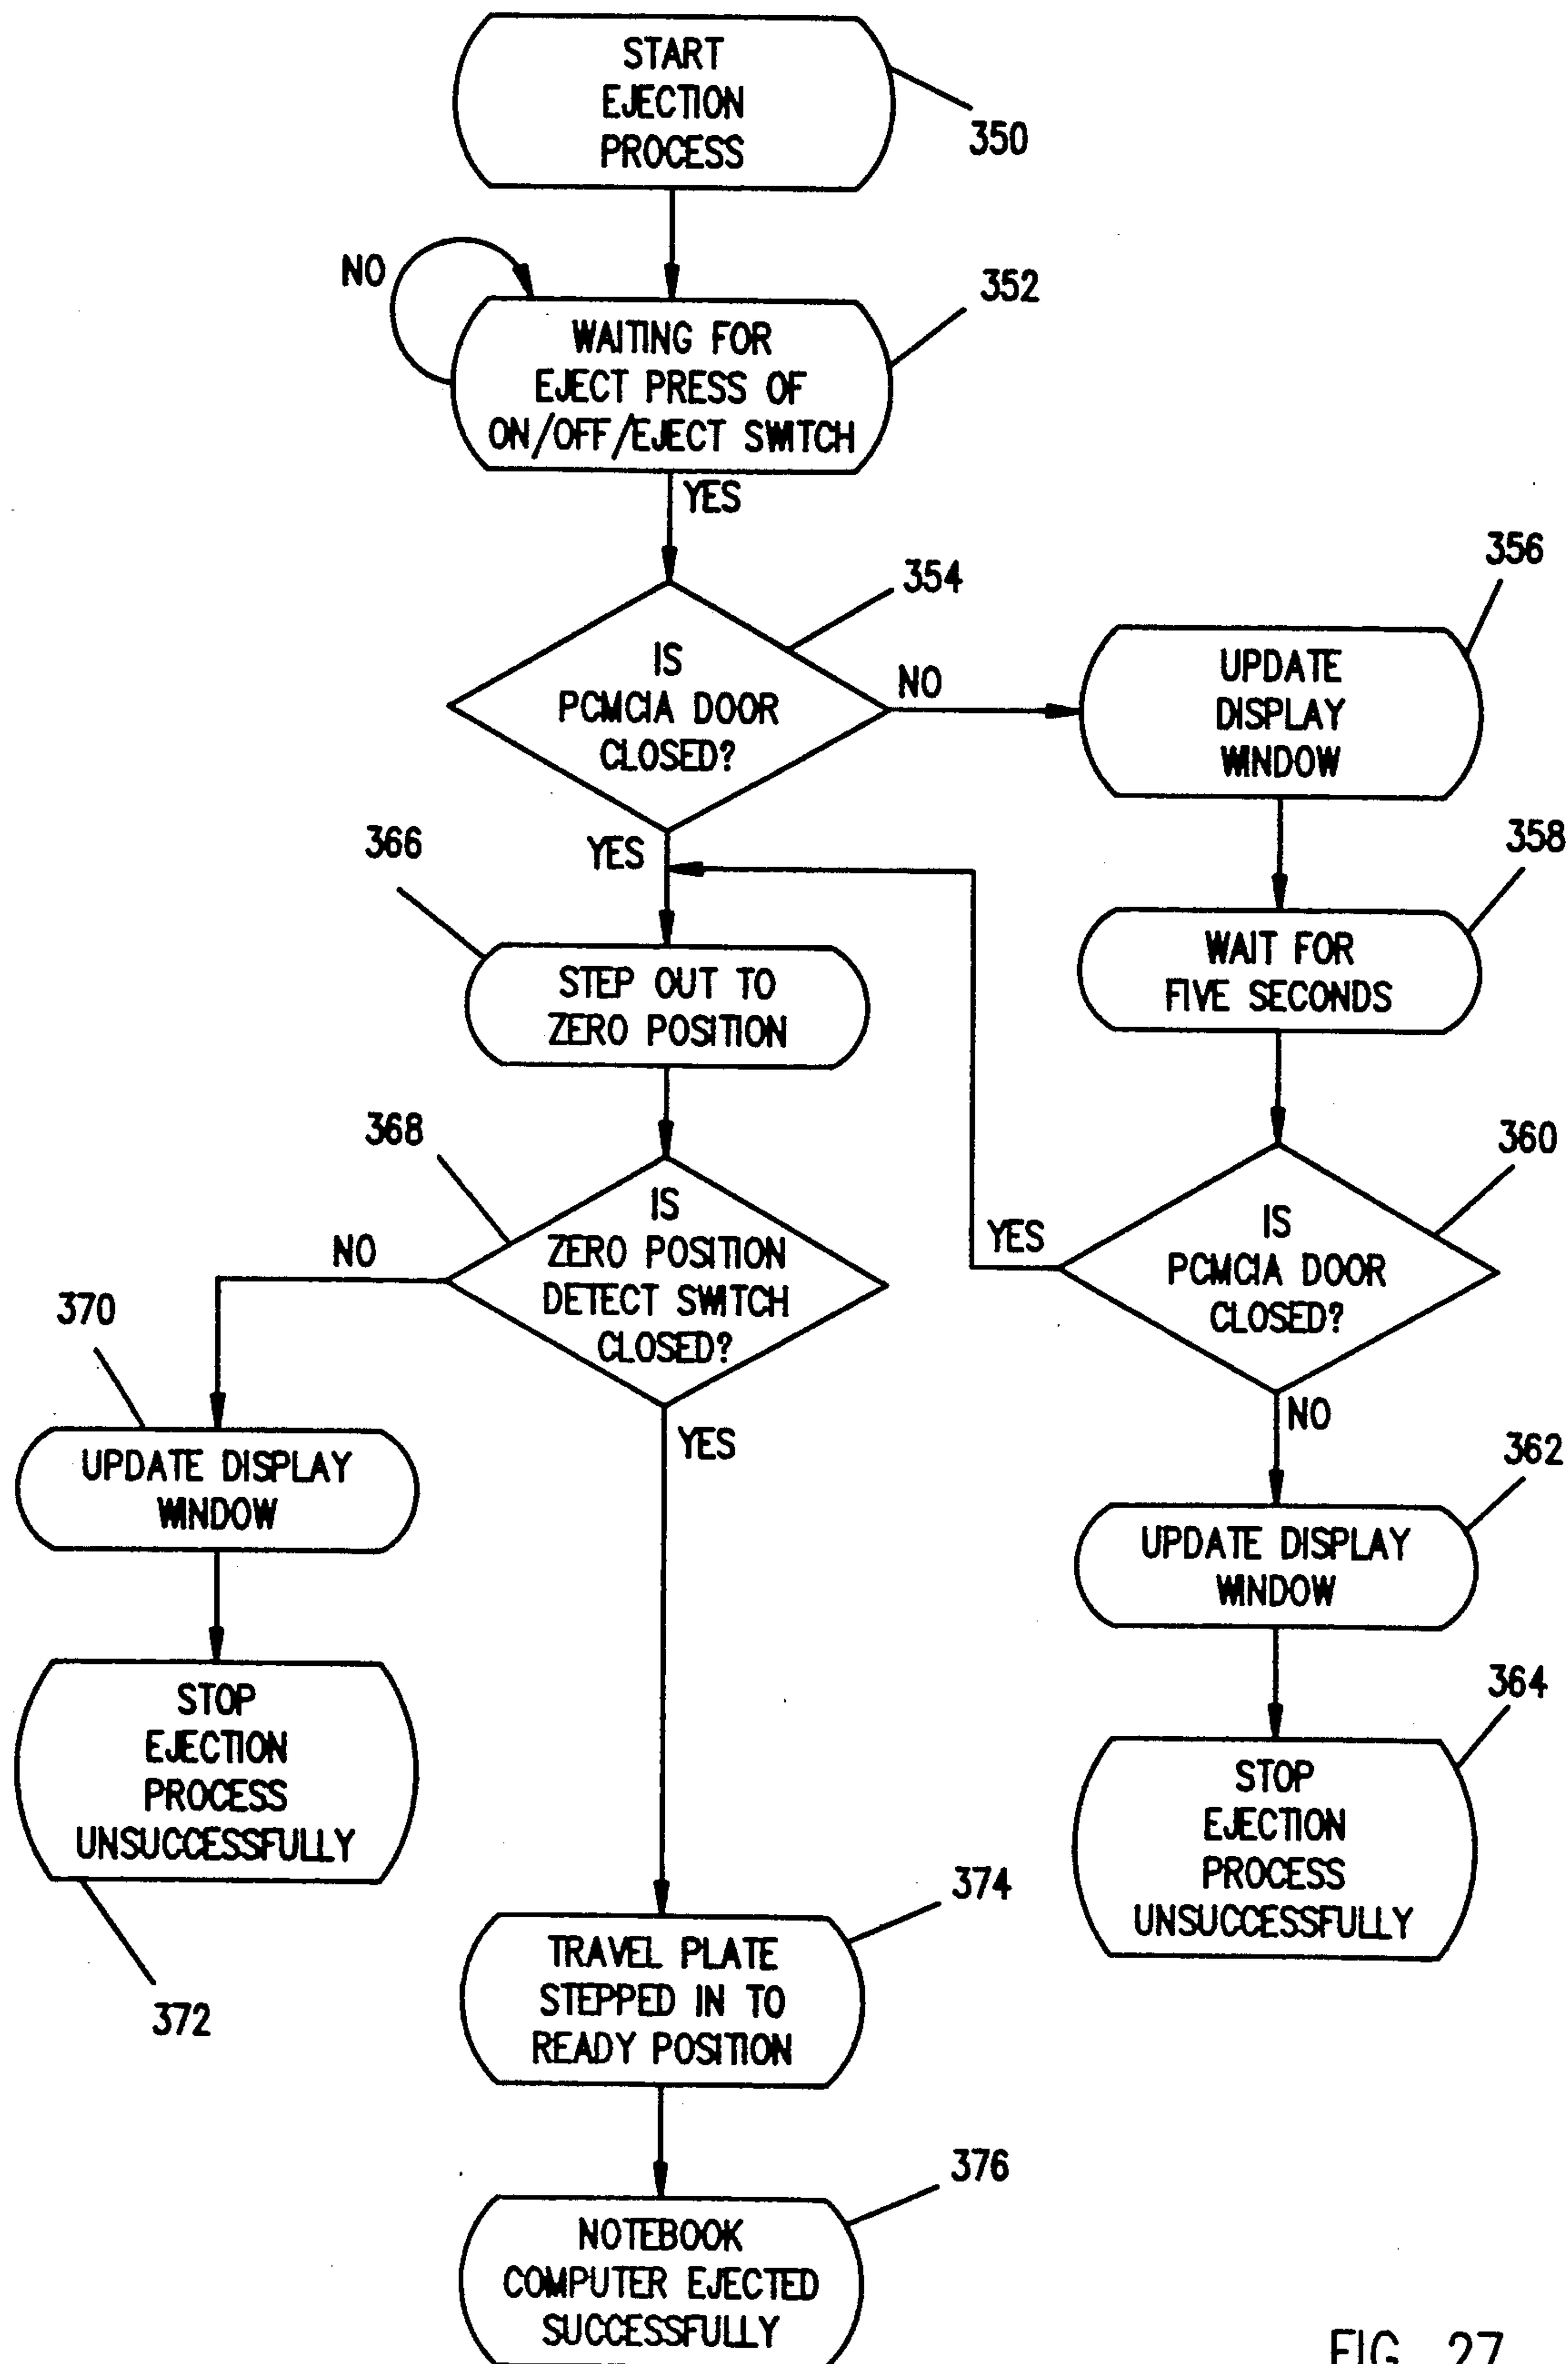 START
EJECTION
PROCESS
350
NO
352
WAITING FOR
EJECT PRESS OF
ON/OFF/EJECT SWITCH
YES
354
IS
PCMCIA DOOR
CLOSED?
NO
356
UPDATE
DISPLAY
WINDOW
358
WAIT FOR
FIVE SECONDS
360
IS
PCMCIA DOOR
CLOSED?
YES
NO
362
UPDATE DISPLAY
WINDOW
364
STOP
EJECTION
PROCESS
UNSUCCESSFULLY
YES
366
STEP OUT TO
ZERO POSITION
368
IS
ZERO POSITION
DETECT SWITCH
CLOSED?
NO
370
UPDATE DISPLAY
WINDOW
STOP
EJECTION
PROCESS
UNSUCCESSFULLY
372
YES
374
TRAVEL PLATE
STEPPED IN TO
READY POSITION
376
NOTEBOOK
COMPUTER EJECTED
SUCCESSFULLY
FIG. 27